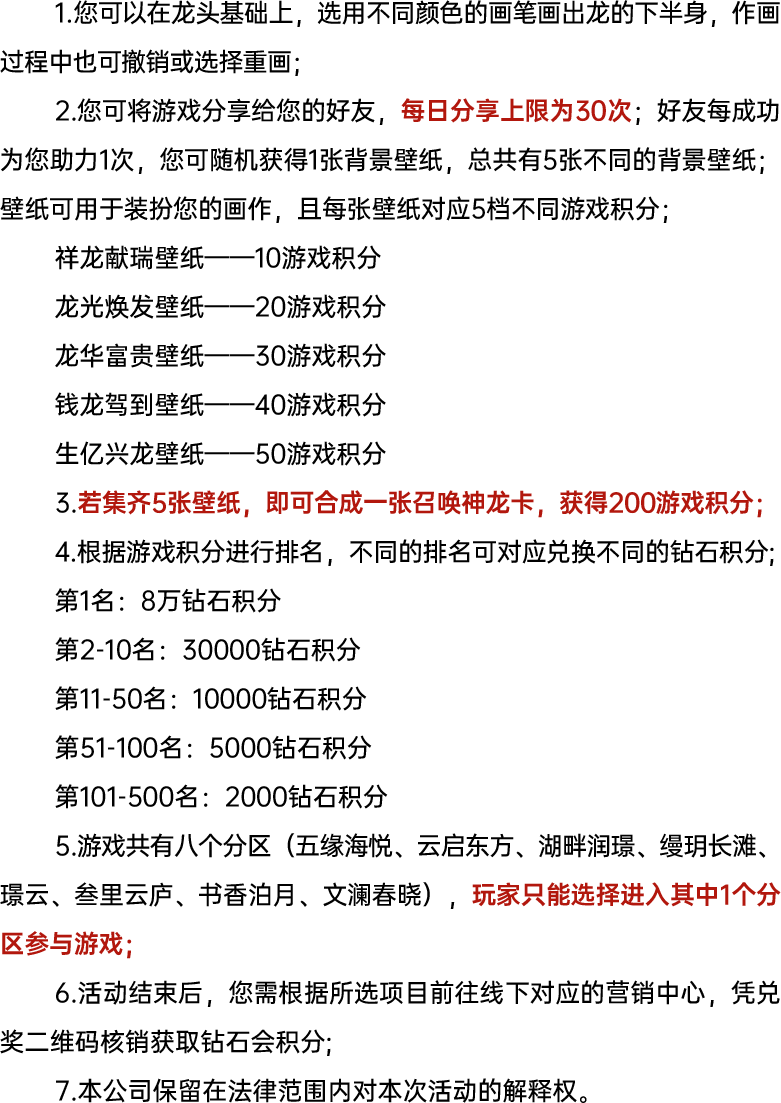 1.您可以在龙头基础上，选用不同颜色的画笔画出龙的下半身，作画
过程中也可撤销或选择重画；
2.您可将游戏分享给您的好友，每日分享上限为30次；好友每成功
为您助力1次，您可随机获得1张背景壁纸，总共有5张不同的背景壁纸；
壁纸可用于装扮您的画作，且每张壁纸对应5档不同游戏积分；
祥龙献瑞壁纸——10游戏积分
龙光焕发壁纸——20游戏积分
龙华富贵壁纸——30游戏积分
钱龙驾到壁纸——40游戏积分
生亿兴龙壁纸——50游戏积分
3.若集齐5张壁纸，即可合成一张召唤神龙卡，获得200游戏积分；
4.根据游戏积分进行排名，不同的排名可对应兑换不同的钻石积分;
第1名：8万钻石积分
第2-10名：30000钻石积分
第11-50名：10000钻石积分
第51-100名：5000钻石积分
第101-500名：2000钻石积分
5.游戏共有八个分区（五缘海悦、云启东方、湖畔润璟、缦玥长滩、
璟云、叁里云庐、书香泊月、文澜春晓），玩家只能选择进入其中1个分
区参与游戏；
6.活动结束后，您需根据所选项目前往线下对应的营销中心，凭兑
奖二维码核销获取钻石会积分;
7.本公司保留在法律范围内对本次活动的解释权。